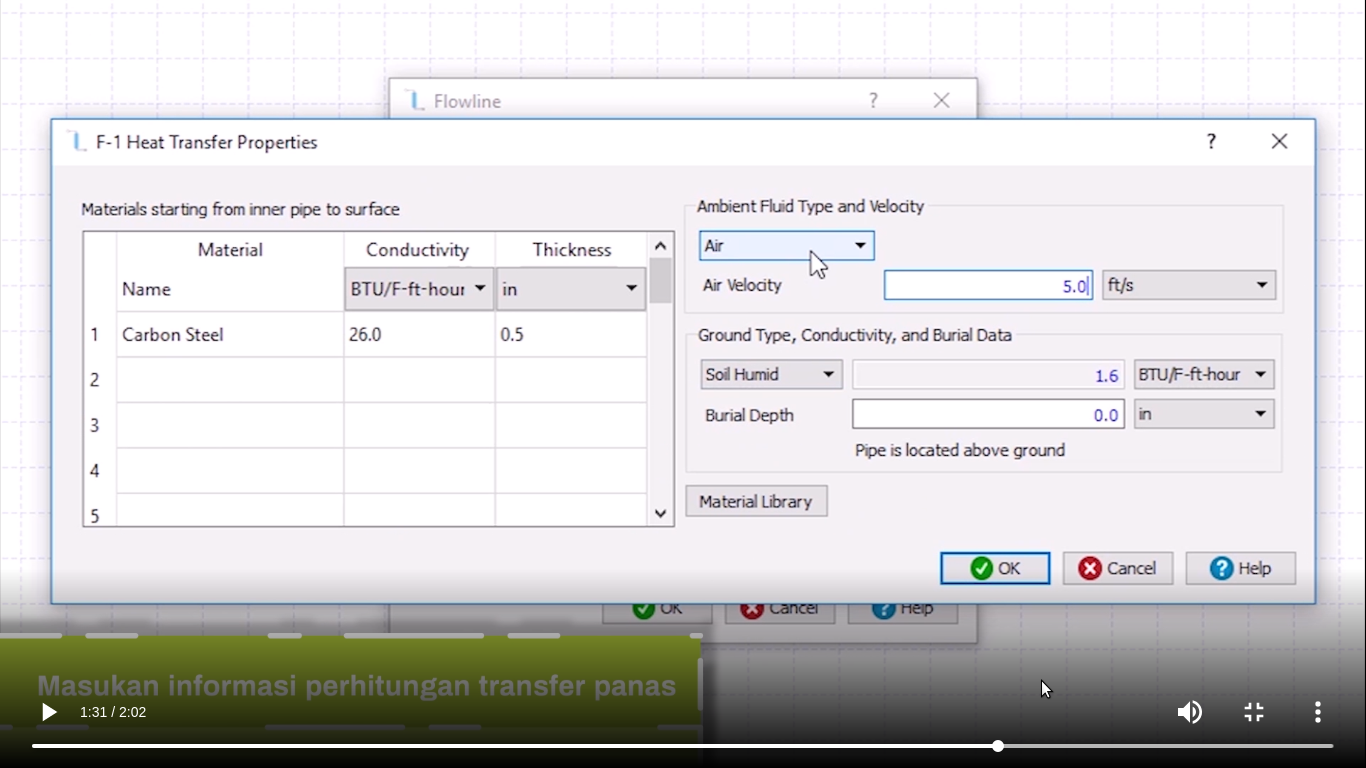 Flowline
?
F-1 Heat Transfer Properties
?
Materials starting from inner pipe to surface
Material Conductivity Thickness
Name BTU/F-ft-hour in
1 Carbon Steel 26.0 0.5
2
3
4
5
Ambient Fluid Type and Velocity
Air
Air Velocity 5.0 ft/s
Ground Type, Conductivity, and Burial Data
Soil Humid 1.6 BTU/F-ft-hour
Burial Depth 0.0 in
Pipe is located above ground
Material Library
OK Cancel ? Help
OK Cancel ? Help
Masukan informasi perhitungan transfer panas
1:31 / 2:02